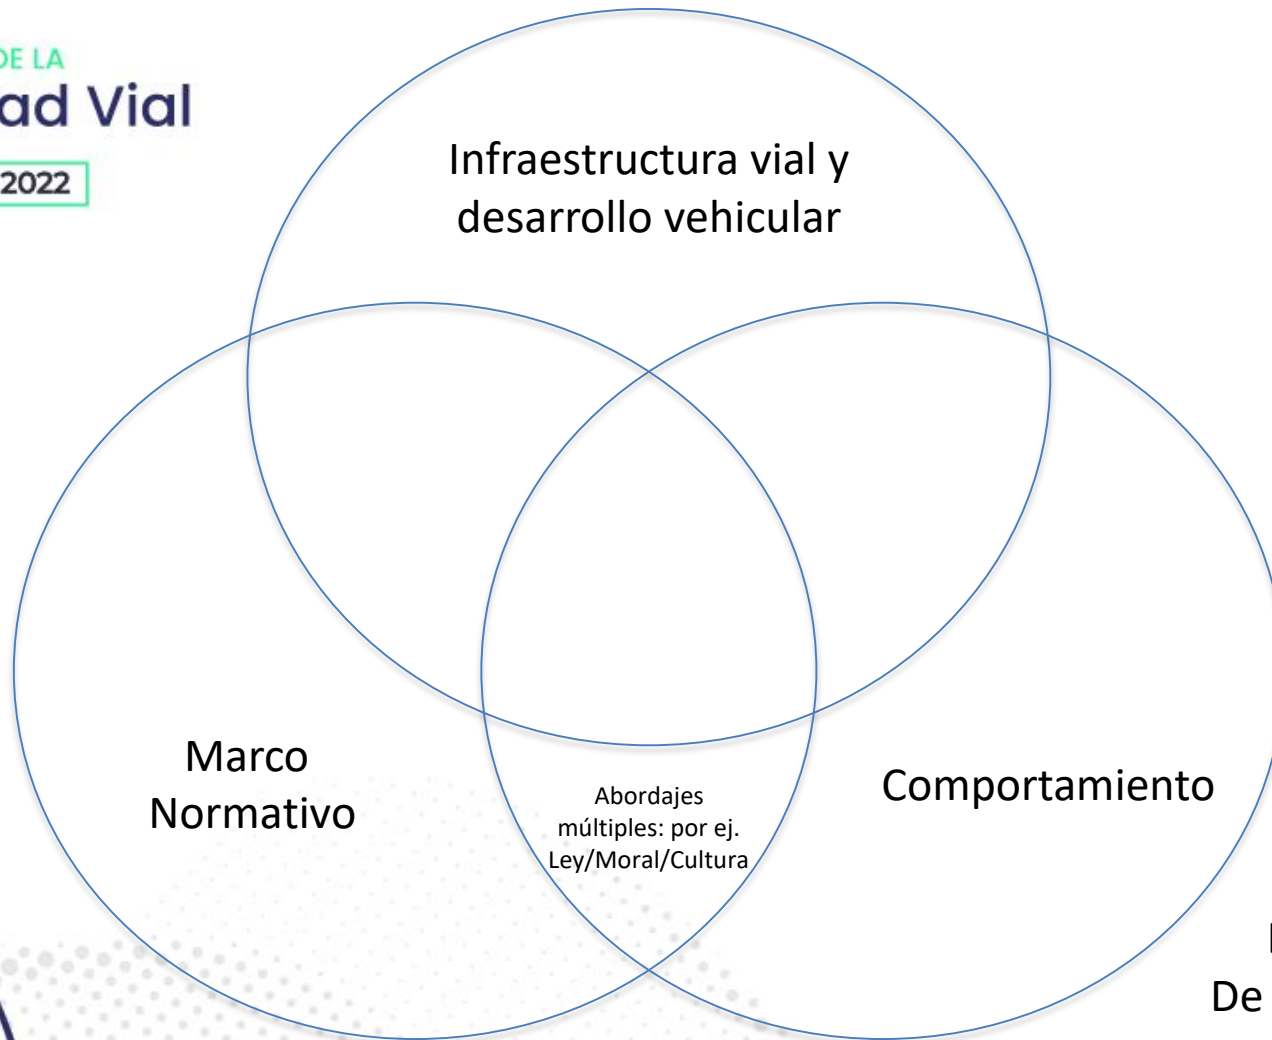 DE LA
ad Vial
2022
Infraestructura vial y
desarrollo vehicular
Marco
Normativo
Abordajes
múltiples: por ej.
Ley/Moral/Cultura
Comportamiento
De